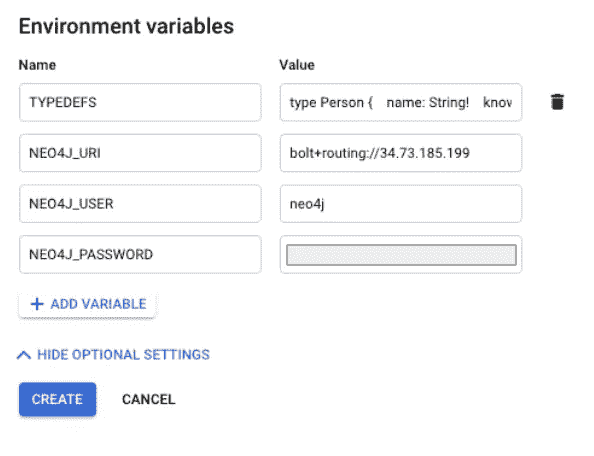 Environment variables
Name Value
TYPEDEFS type Person { name: String! know
NEO4J_URI bolt+routing://34.73.185.199
NEO4J_USER neo4j
NEO4J_PASSWORD
+ ADD VARIABLE
HIDE OPTIONAL SETTINGS
CREATE CANCEL